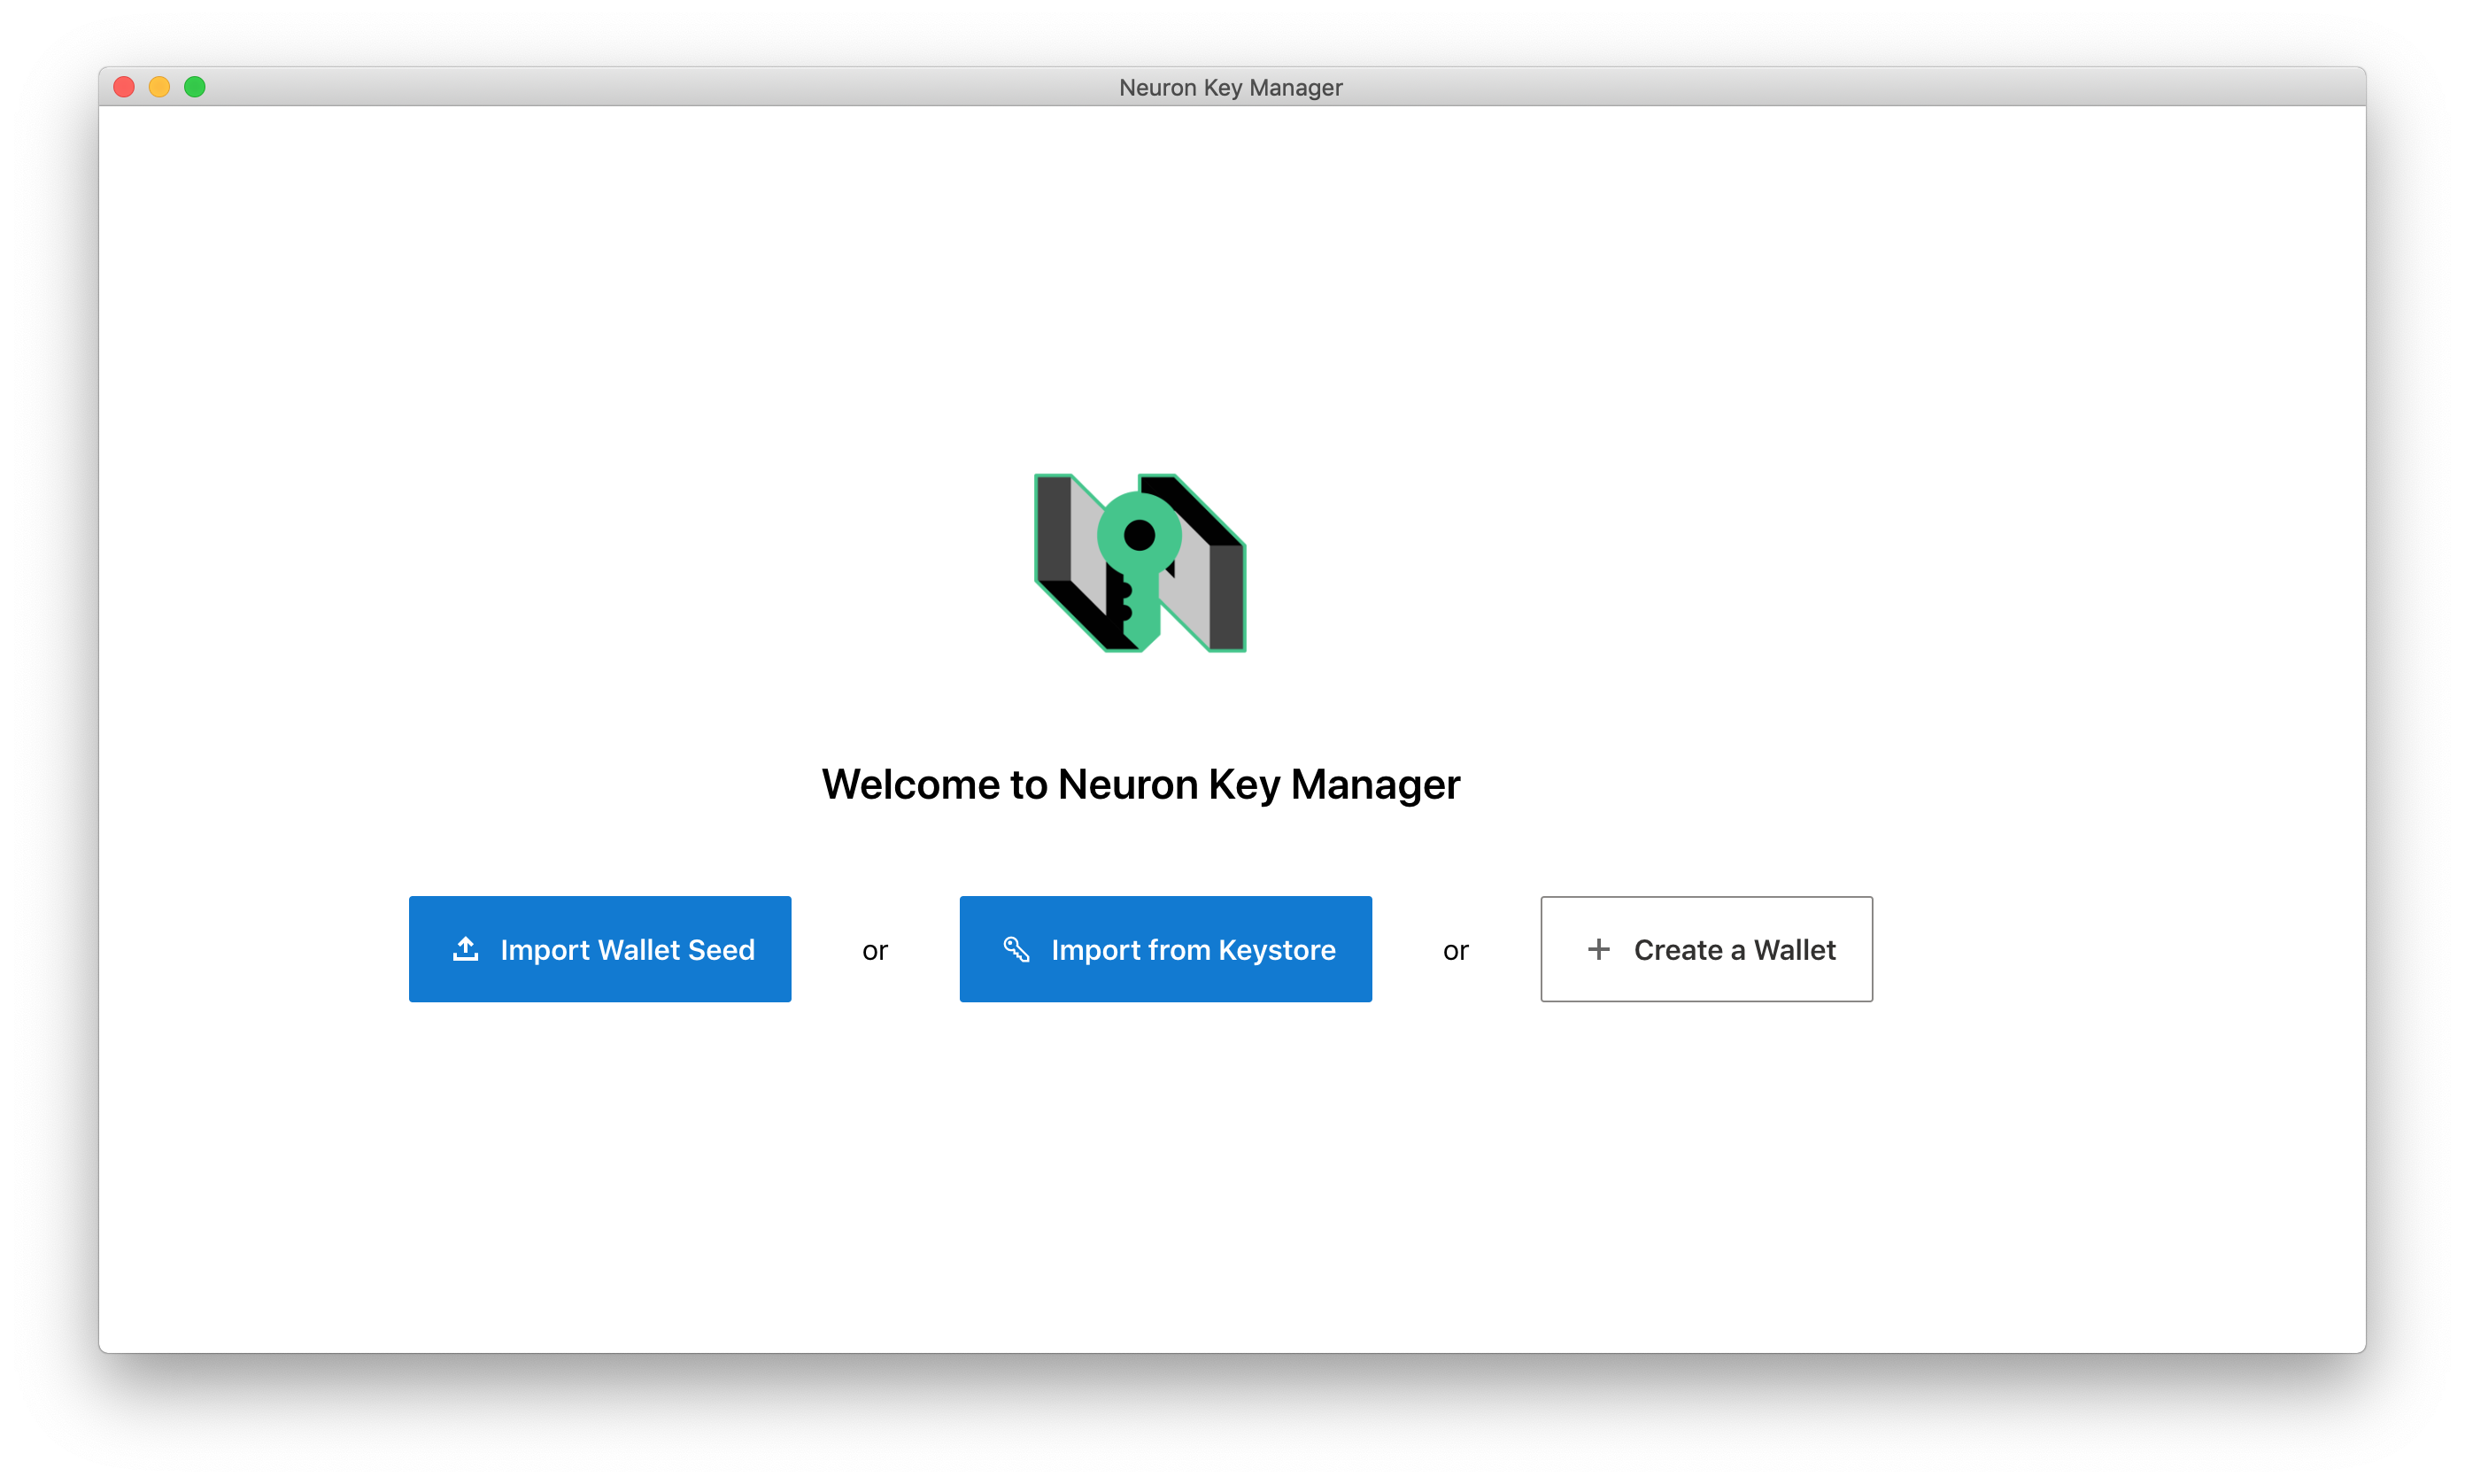 Neuron Key Manager
Welcome to Neuron Key Manager
Import Wallet Seed or Import from Keystore or Create a Wallet